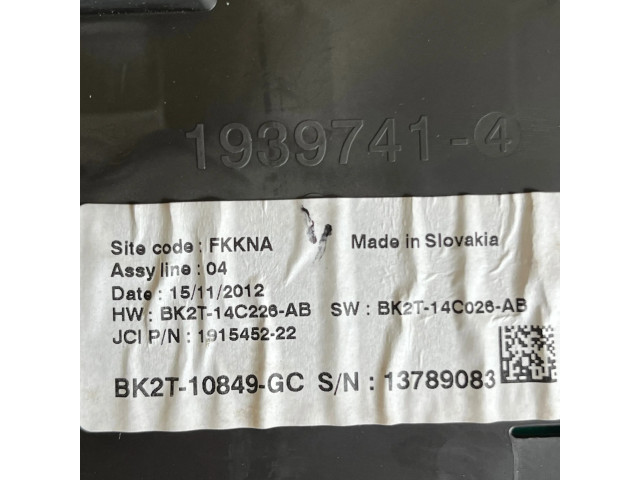 1939741-4
Site code : FKKNA Made in Slovakia
Assy line : 04
Date : 15/11/2012
HW : BK2T-14C226-AB SW : BK2T-14C026-AB
JCI P/N : 1915452-22
BK2T-10849-GC S/N : 13789083